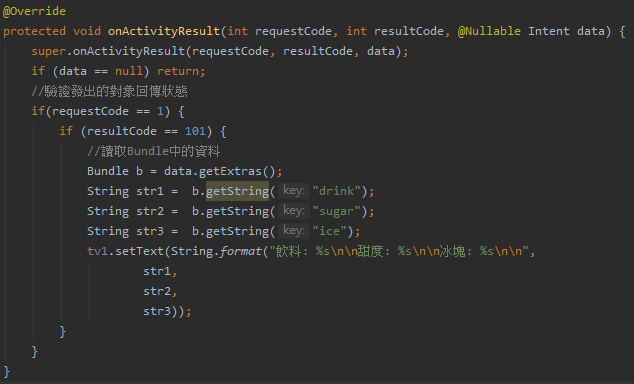 @Override
protected void onActivityResult(int requestCode, int resultCode, @Nullable Intent data) {
super.onActivityResult(requestCode, resultCode, data);
if (data == null) return;
//驗證發出的對象回傳狀態
if(requestCode == 1) {
if (resultCode == 101) {
//讀取Bundle中的資料
Bundle b = data.getExtras();
String str1 =  b.getString( key: "drink");
String str2 =  b.getString( key: "sugar");
String str3 =  b.getString( key: "ice");
tv1.setText(String.format("飲料: %s\n\n甜度: %s\n\n冰塊: %s\n\n",
str1,
str2,
str3));
}
}
}